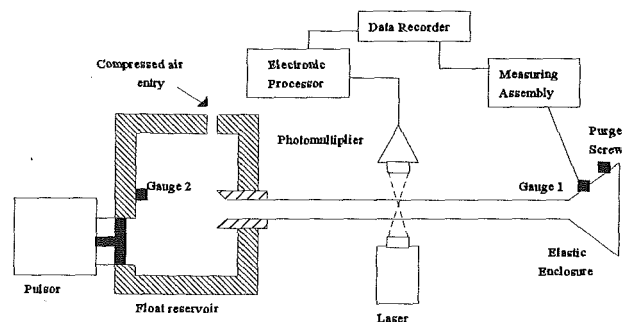 Data Recorder
Compressed air
entry
Electronic
Processor
Measuring
Assembly
Photomultiplier
Purge
Screw
Gauge 2
Gauge 1
Elastic
Enclosure
Pulsor
Float reservoir
Laser